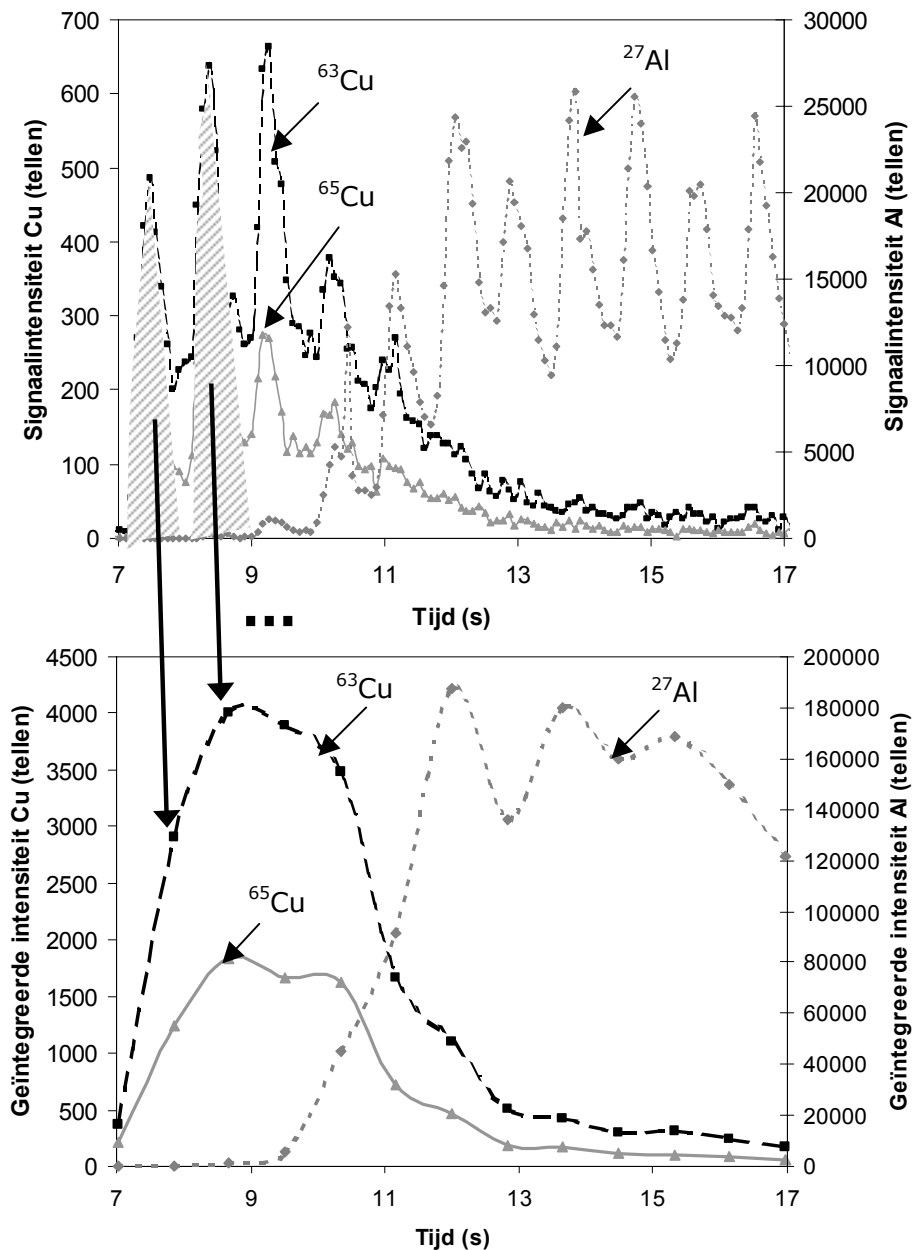 700
600
500
400
300
200
100
0
Signaalintensiteit Cu (tellen)
30000
25000
20000
15000
10000
5000
0
Signaalintensiteit Al (tellen)
63Cu
65Cu
27Al
7 9 11 13 15 17
Tijd (s)
4500
4000
3500
3000
2500
2000
1500
1000
500
0
Geïntegreerde intensiteit Cu (tellen)
200000
180000
160000
140000
120000
100000
80000
60000
40000
20000
0
Geïntegreerde intensiteit Al (tellen)
63Cu
27Al
65Cu
7 9 11 13 15 17
Tijd (s)